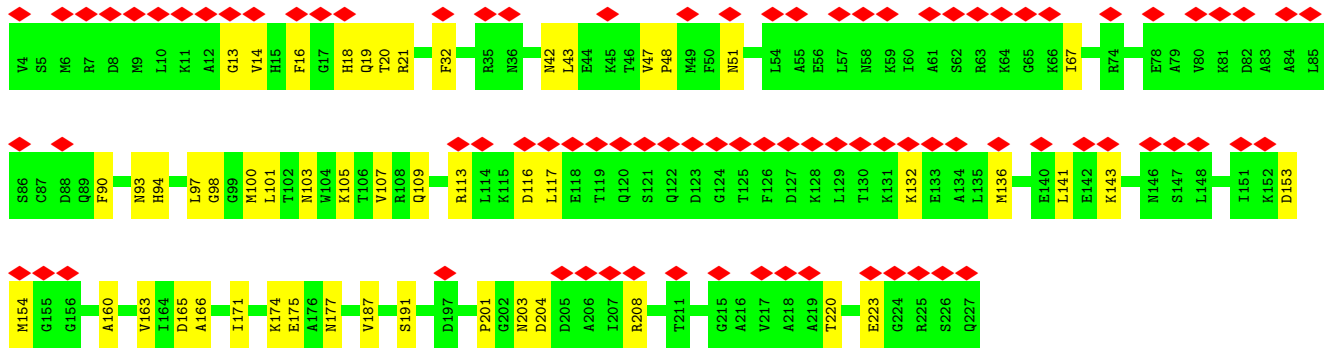 V4 S5 M6 R7 D8 M9 L10 K11 A12 G13 V14 H15 F16 G17 H18 Q19 T20 R21 F32 R35 N36 N42 L43 E44 K45 T46 V47 P48 M49 F50 N51 L54 A55 E56 L57 N58 K59 I60 A61 S62 R63 K64 G65 K66 I67 R74 E78 A79 V80 K81 D82 A83 A84 L85
S86 C87 D88 Q89 F90 N93 H94 L97 G98 G99 M100 L101 T102 N103 W104 K105 T106 V107 R108 Q109 R113 L114 K115 D116 L117 E118 T119 Q120 S121 Q122 D123 G124 T125 F126 D127 K128 L129 T130 K131 K132 E133 A134 L135 M136 E140 L141 E142 K143 N146 S147 L148 I151 K152 D153
M154 G155 G156 A160 V163 I164 D165 A166 I171 K174 E175 A176 N177 V187 S191 D197 P201 G202 N203 D204 D205 A206 I207 R208 T211 G215 A216 V217 A218 A219 T220 E223 G224 R225 S226 Q227